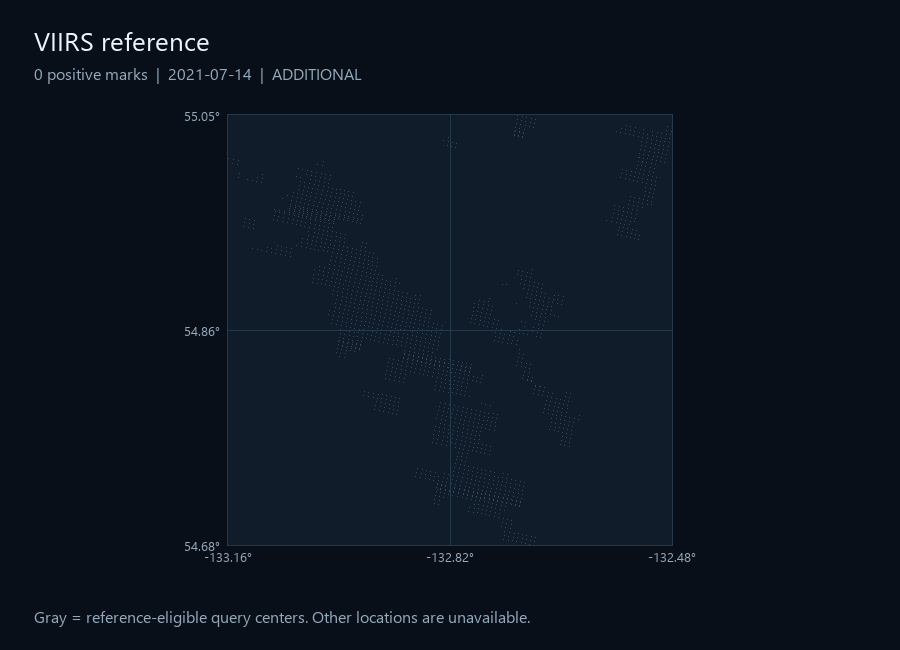 VIIRS reference
0 positive marks | 2021-07-14 | ADDITIONAL
55.05°
54.86°
54.68°
-133.16° -132.82° -132.48°
Gray = reference-eligible query centers. Other locations are unavailable.